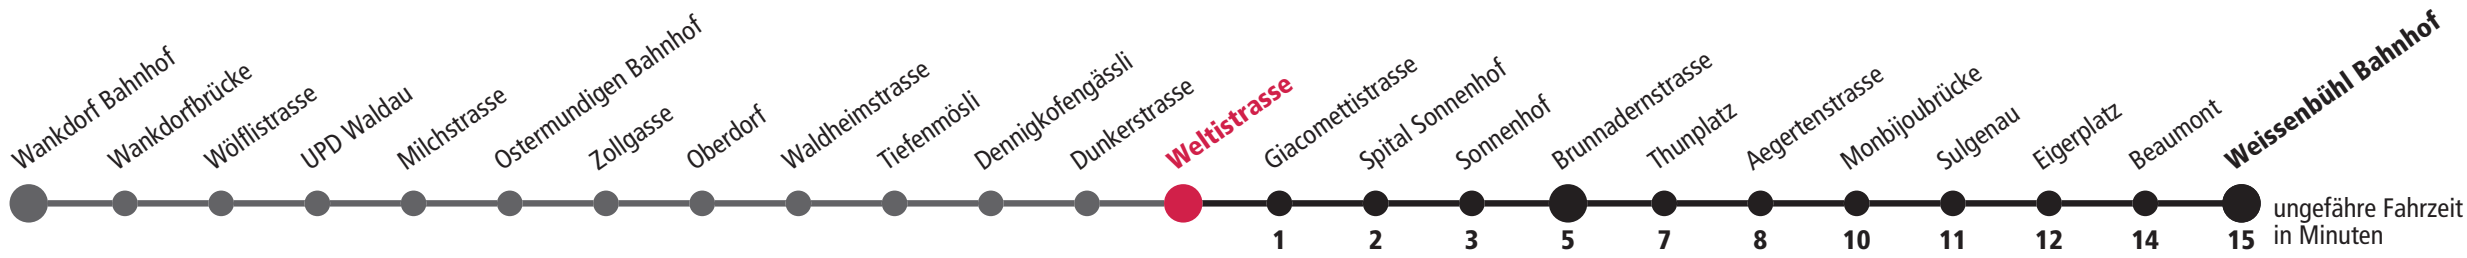 Wankdorf Bahnhof
Wankdorfbrücke
Wölflistrasse
UPD Waldau
Milchstrasse
Ostermundigen Bahnhof
Zollgasse
Oberdorf
Waldheimstrasse
Tiefenmösli
Dennigkofengässli
Dunkerstrasse
Weltistrasse
Giacomettistrasse
Spital Sonnenhof
Sonnenhof
Brunnadernstrasse
Thunplatz
Aegertenstrasse
Monbijoubrücke
Sulgenau
Eigerplatz
Beaumont
Weissenbühl Bahnhof
1 2 3 5 7 8 10 11 12 14 15
ungefähre Fahrzeit
in Minuten